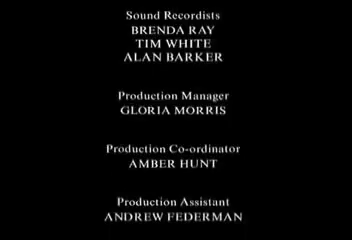 Sound Recordists
BRENDA RAY
TIM WHITE
ALAN BARKER
Production Manager
GLORIA MORRIS
Production Co-ordinator
AMBER HUNT
Production Assistant
ANDREW FEDERMAN